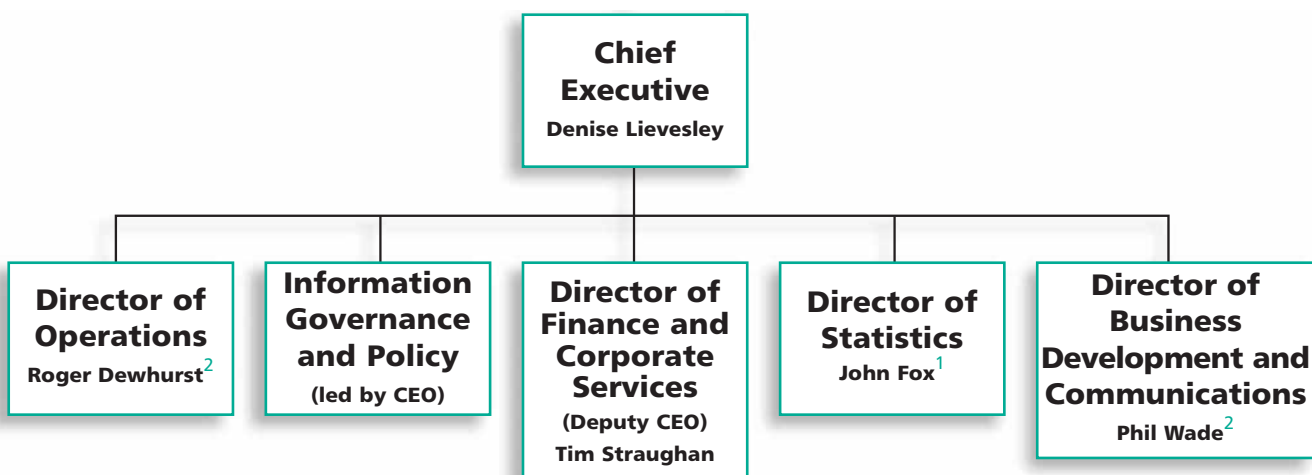 Chief
Executive
Denise Lievesley
Director of
Operations
Roger Dewhurst2
Information
Governance
and Policy
(led by CEO)
Director of
Finance and
Corporate
Services
(Deputy CEO)
Tim Straughan
Director of
Statistics
John Fox1
Director of
Business
Development and
Communications
Phil Wade2